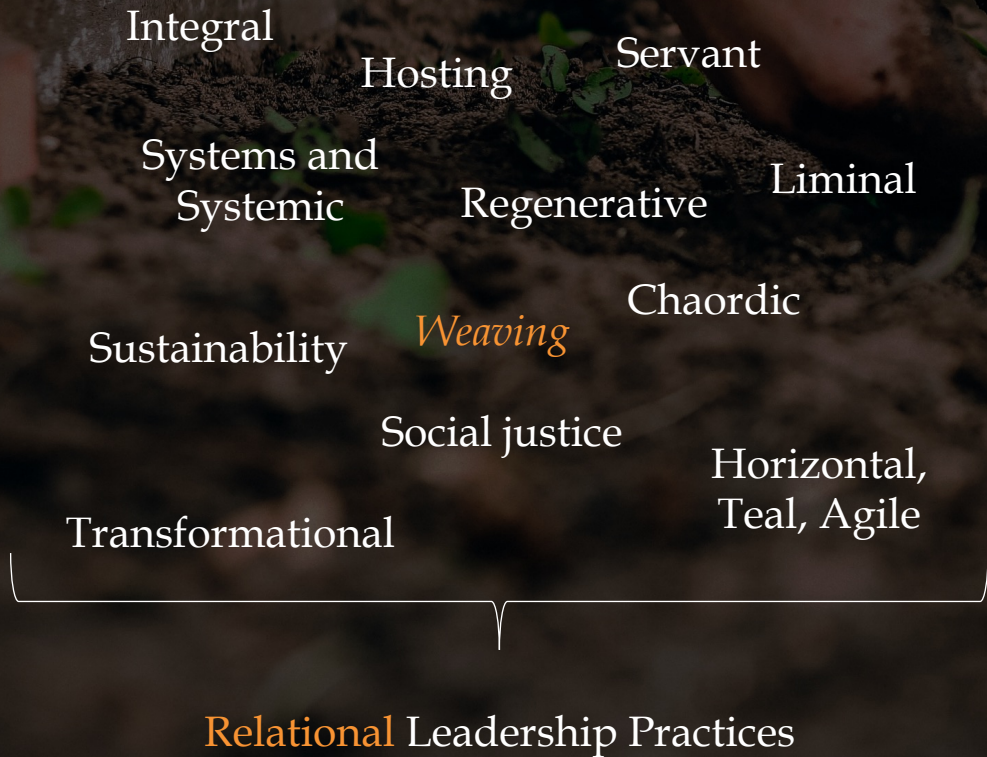 Integral
Hosting
Servant
Systems and
Systemic
Regenerative
Liminal
Chaordic
Weaving
Sustainability
Social justice
Horizontal,
Teal, Agile
Transformational
Relational Leadership Practices